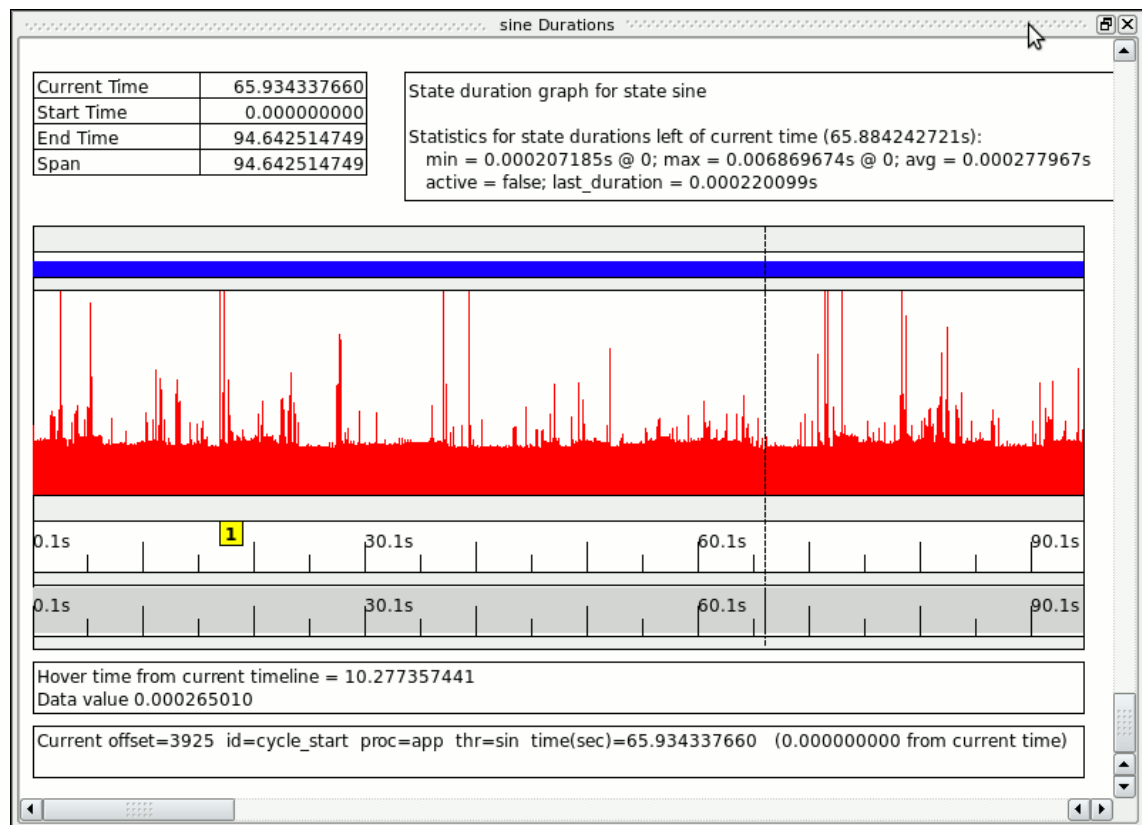 sine Durations
Current Time 65.934337660
Start Time 0.000000000
End Time 94.642514749
Span 94.642514749
State duration graph for state sine
Statistics for state durations left of current time (65.884242721s):
min = 0.000207185s @ 0; max = 0.006869674s @ 0; avg = 0.000277967s
active = false; last_duration = 0.000220099s
1
0.1s 30.1s 60.1s 90.1s
0.1s 30.1s 60.1s 90.1s
Hover time from current timeline = 10.277357441
Data value 0.000265010
Current offset=3925 id=cycle_start proc=app thr=sin time(sec)=65.934337660 (0.000000000 from current time)